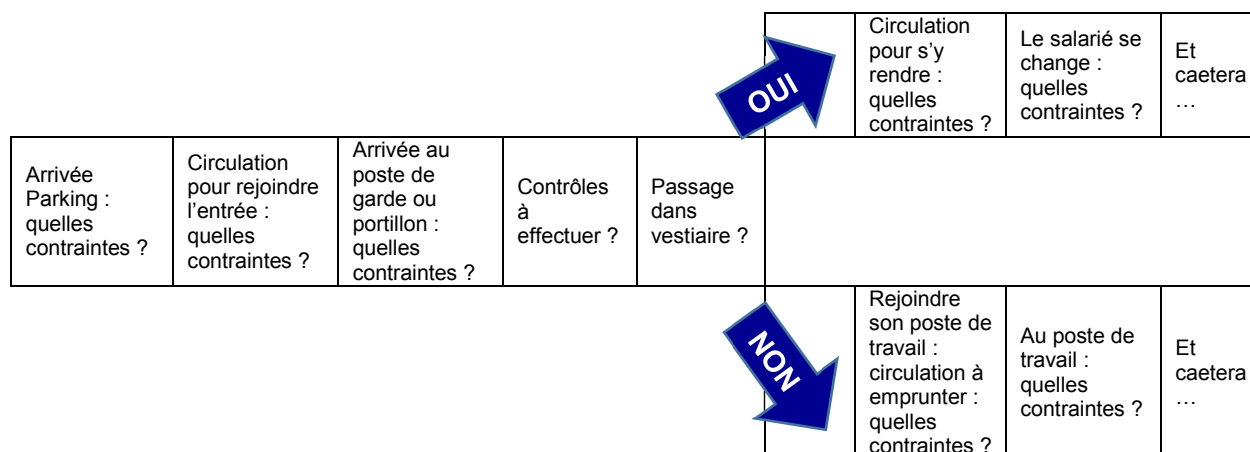 Circulation
pour s'y
rendre :
quelles
contraintes ?
Le salarié se
change :
quelles
contraintes ?
Et
caetera
…
OUI
Arrivée
Parking :
quelles
contraintes ?
Circulation
pour rejoindre
l'entrée :
quelles
contraintes ?
Arrivée au
poste de
garde ou
portillon :
quelles
contraintes ?
Contrôles
à
effectuer ?
Passage
dans
vestiaire ?
NON
Rejoindre
son poste de
travail :
circulation à
emprunter :
quelles
contraintes ?
Au poste de
travail :
quelles
contraintes ?
Et
caetera
…